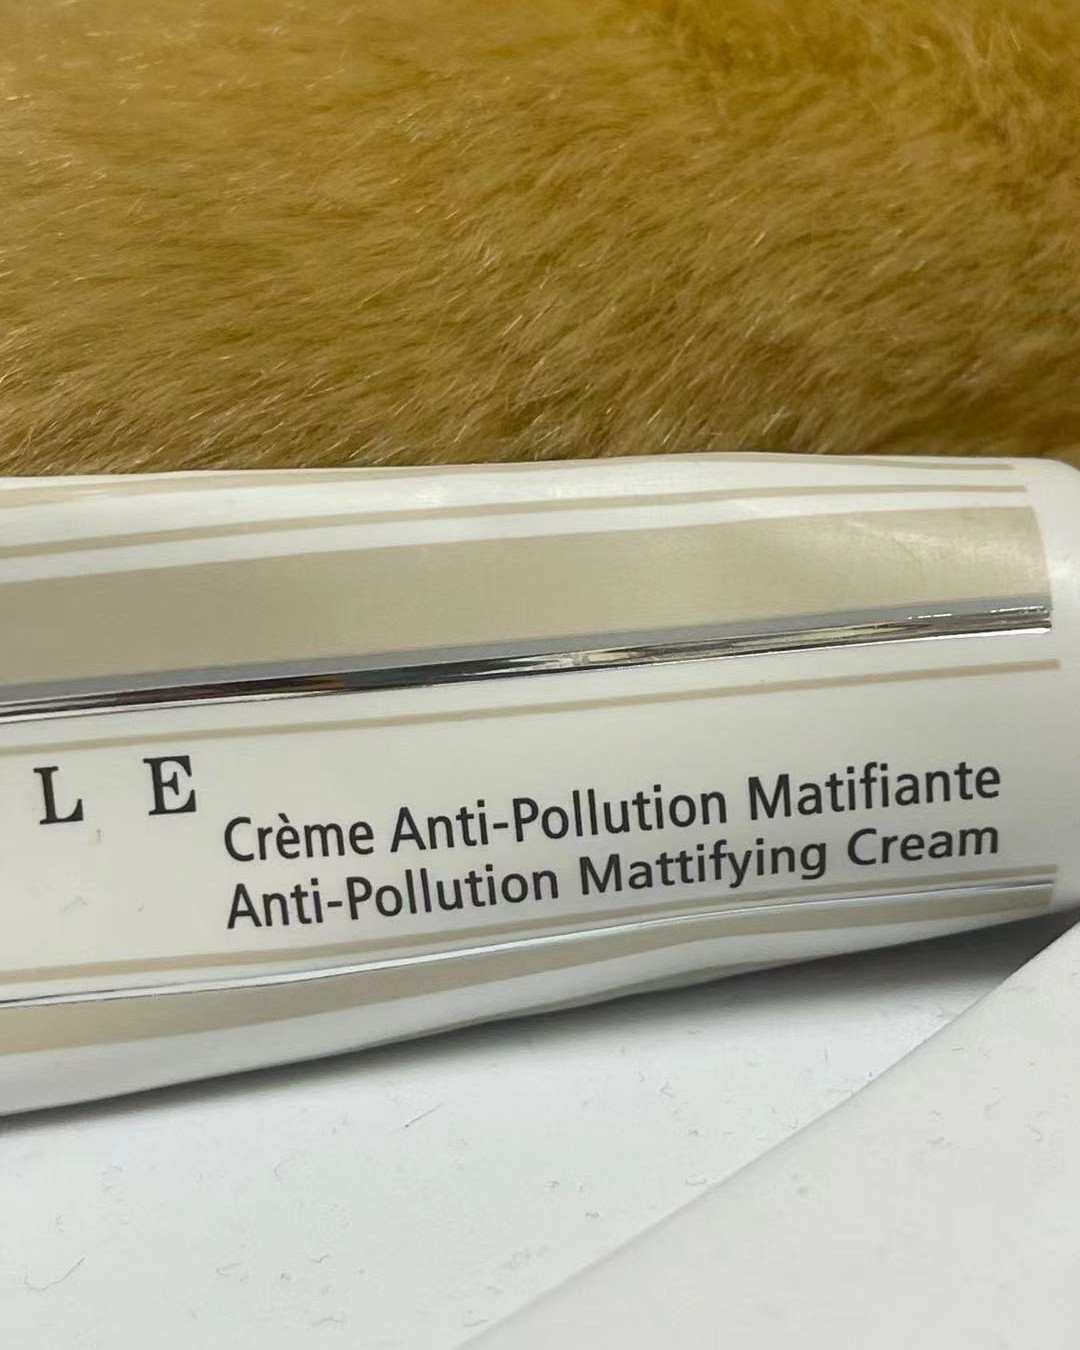 L E
Crème Anti-Pollution Matifiante
Anti-Pollution Mattifying Cream